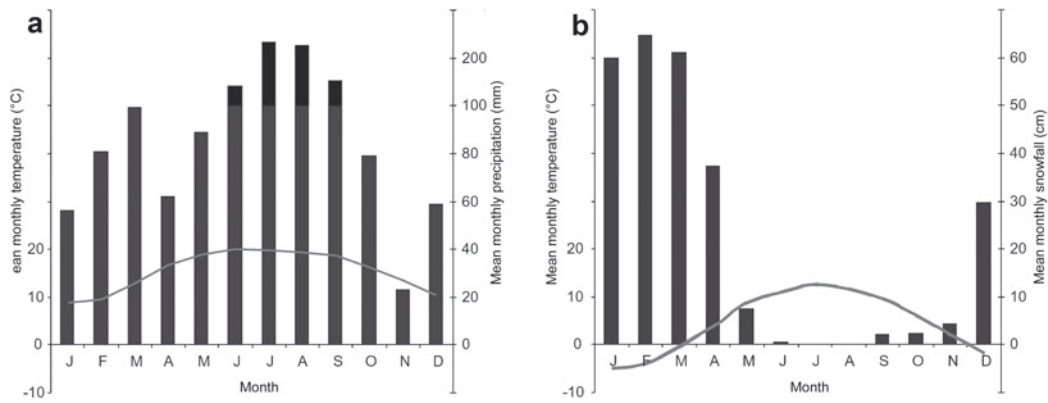 a
ean monthly temperature (°C)
20
10
0
-10
J F M A M J J A S O N D
Month
200
100
80
60
40
20
0
Mean monthly precipitation (mm)
b
Mean monthly temperature (°C)
20
10
0
-10
J F M A M J J A S O N D
Month
60
50
40
30
20
10
0
Mean monthly snowfall (cm)